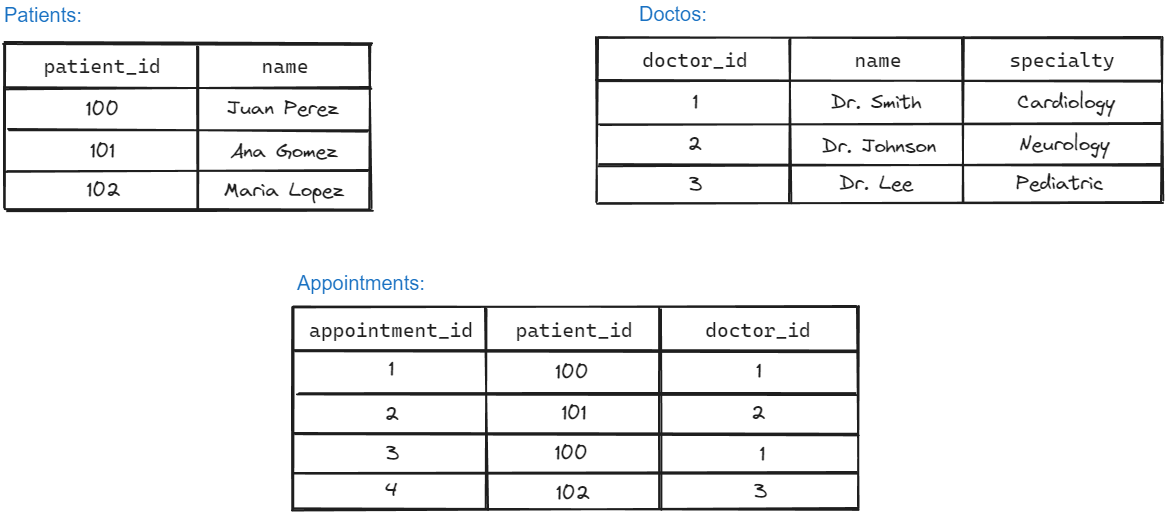 Patients:
patient_id name
100 Juan Perez
101 Ana Gomez
102 Maria Lopez
Doctos:
doctor_id name specialty
1 Dr. Smith Cardiology
2 Dr. Johnson Neurology
3 Dr. Lee Pediatric
Appointments:
appointment_id patient_id doctor_id
1 100 1
2 101 2
3 100 1
4 102 3